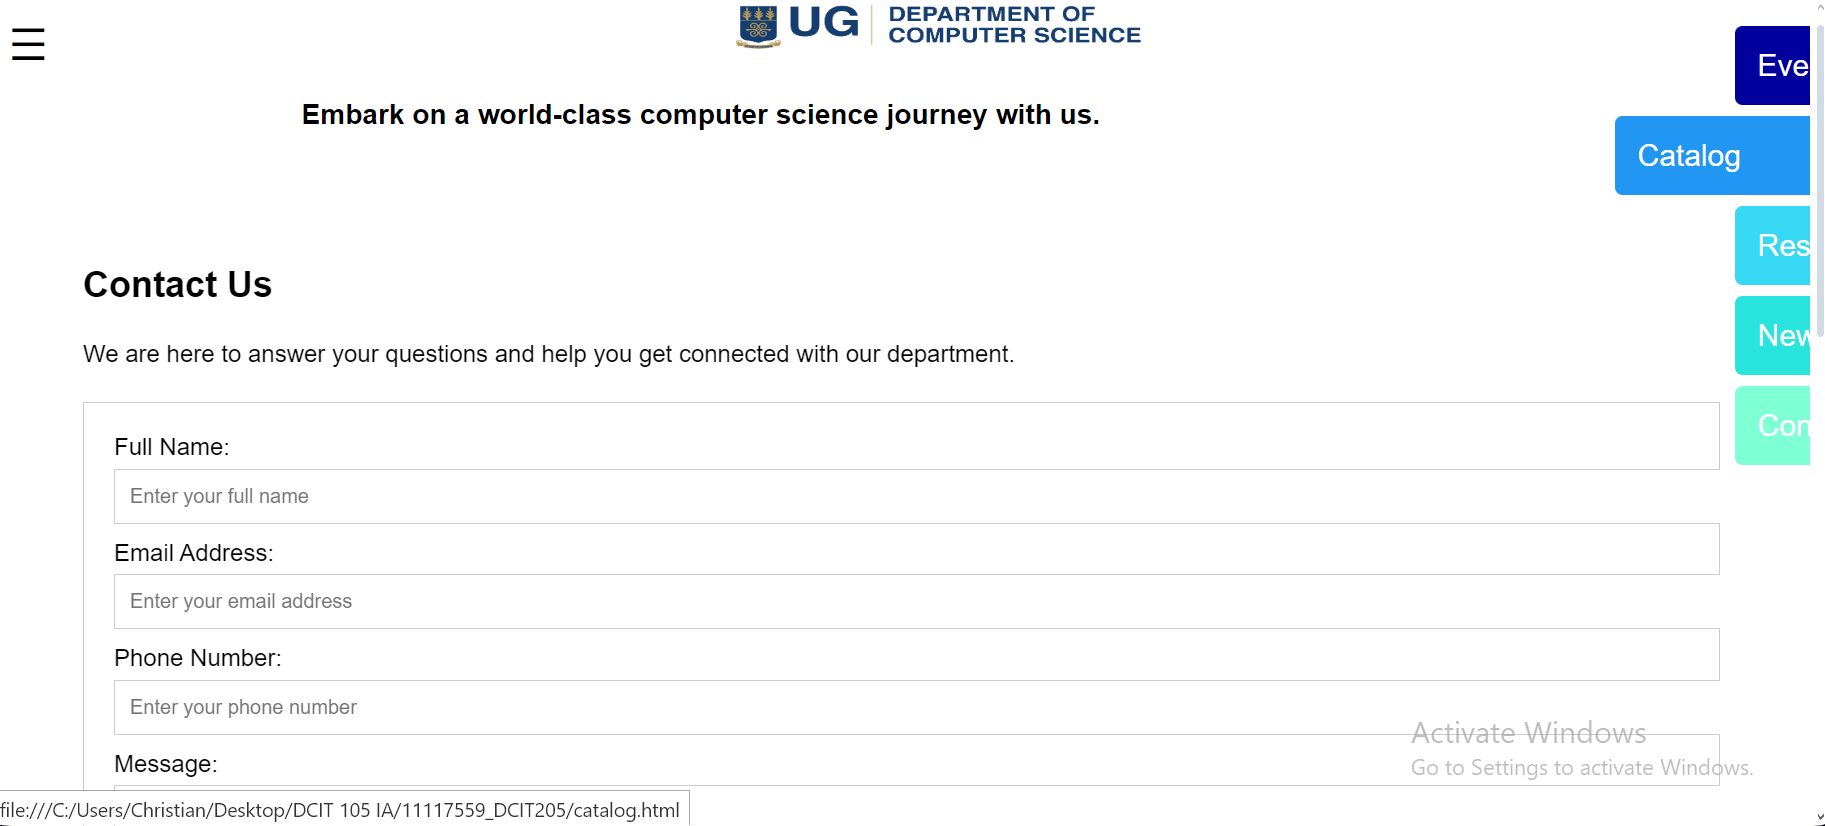 ☰
UG
DEPARTMENT OF
COMPUTER SCIENCE
Eve
Embark on a world-class computer science journey with us.
Catalog
Res
Contact Us
New
We are here to answer your questions and help you get connected with our department.
Con
Full Name:
Enter your full name
Email Address:
Enter your email address
Phone Number:
Enter your phone number
Activate Windows
Message:
Go to Settings to activate Windows.
file:///C:/Users/Christian/Desktop/DCIT 105 IA/11117559_DCIT205/catalog.html